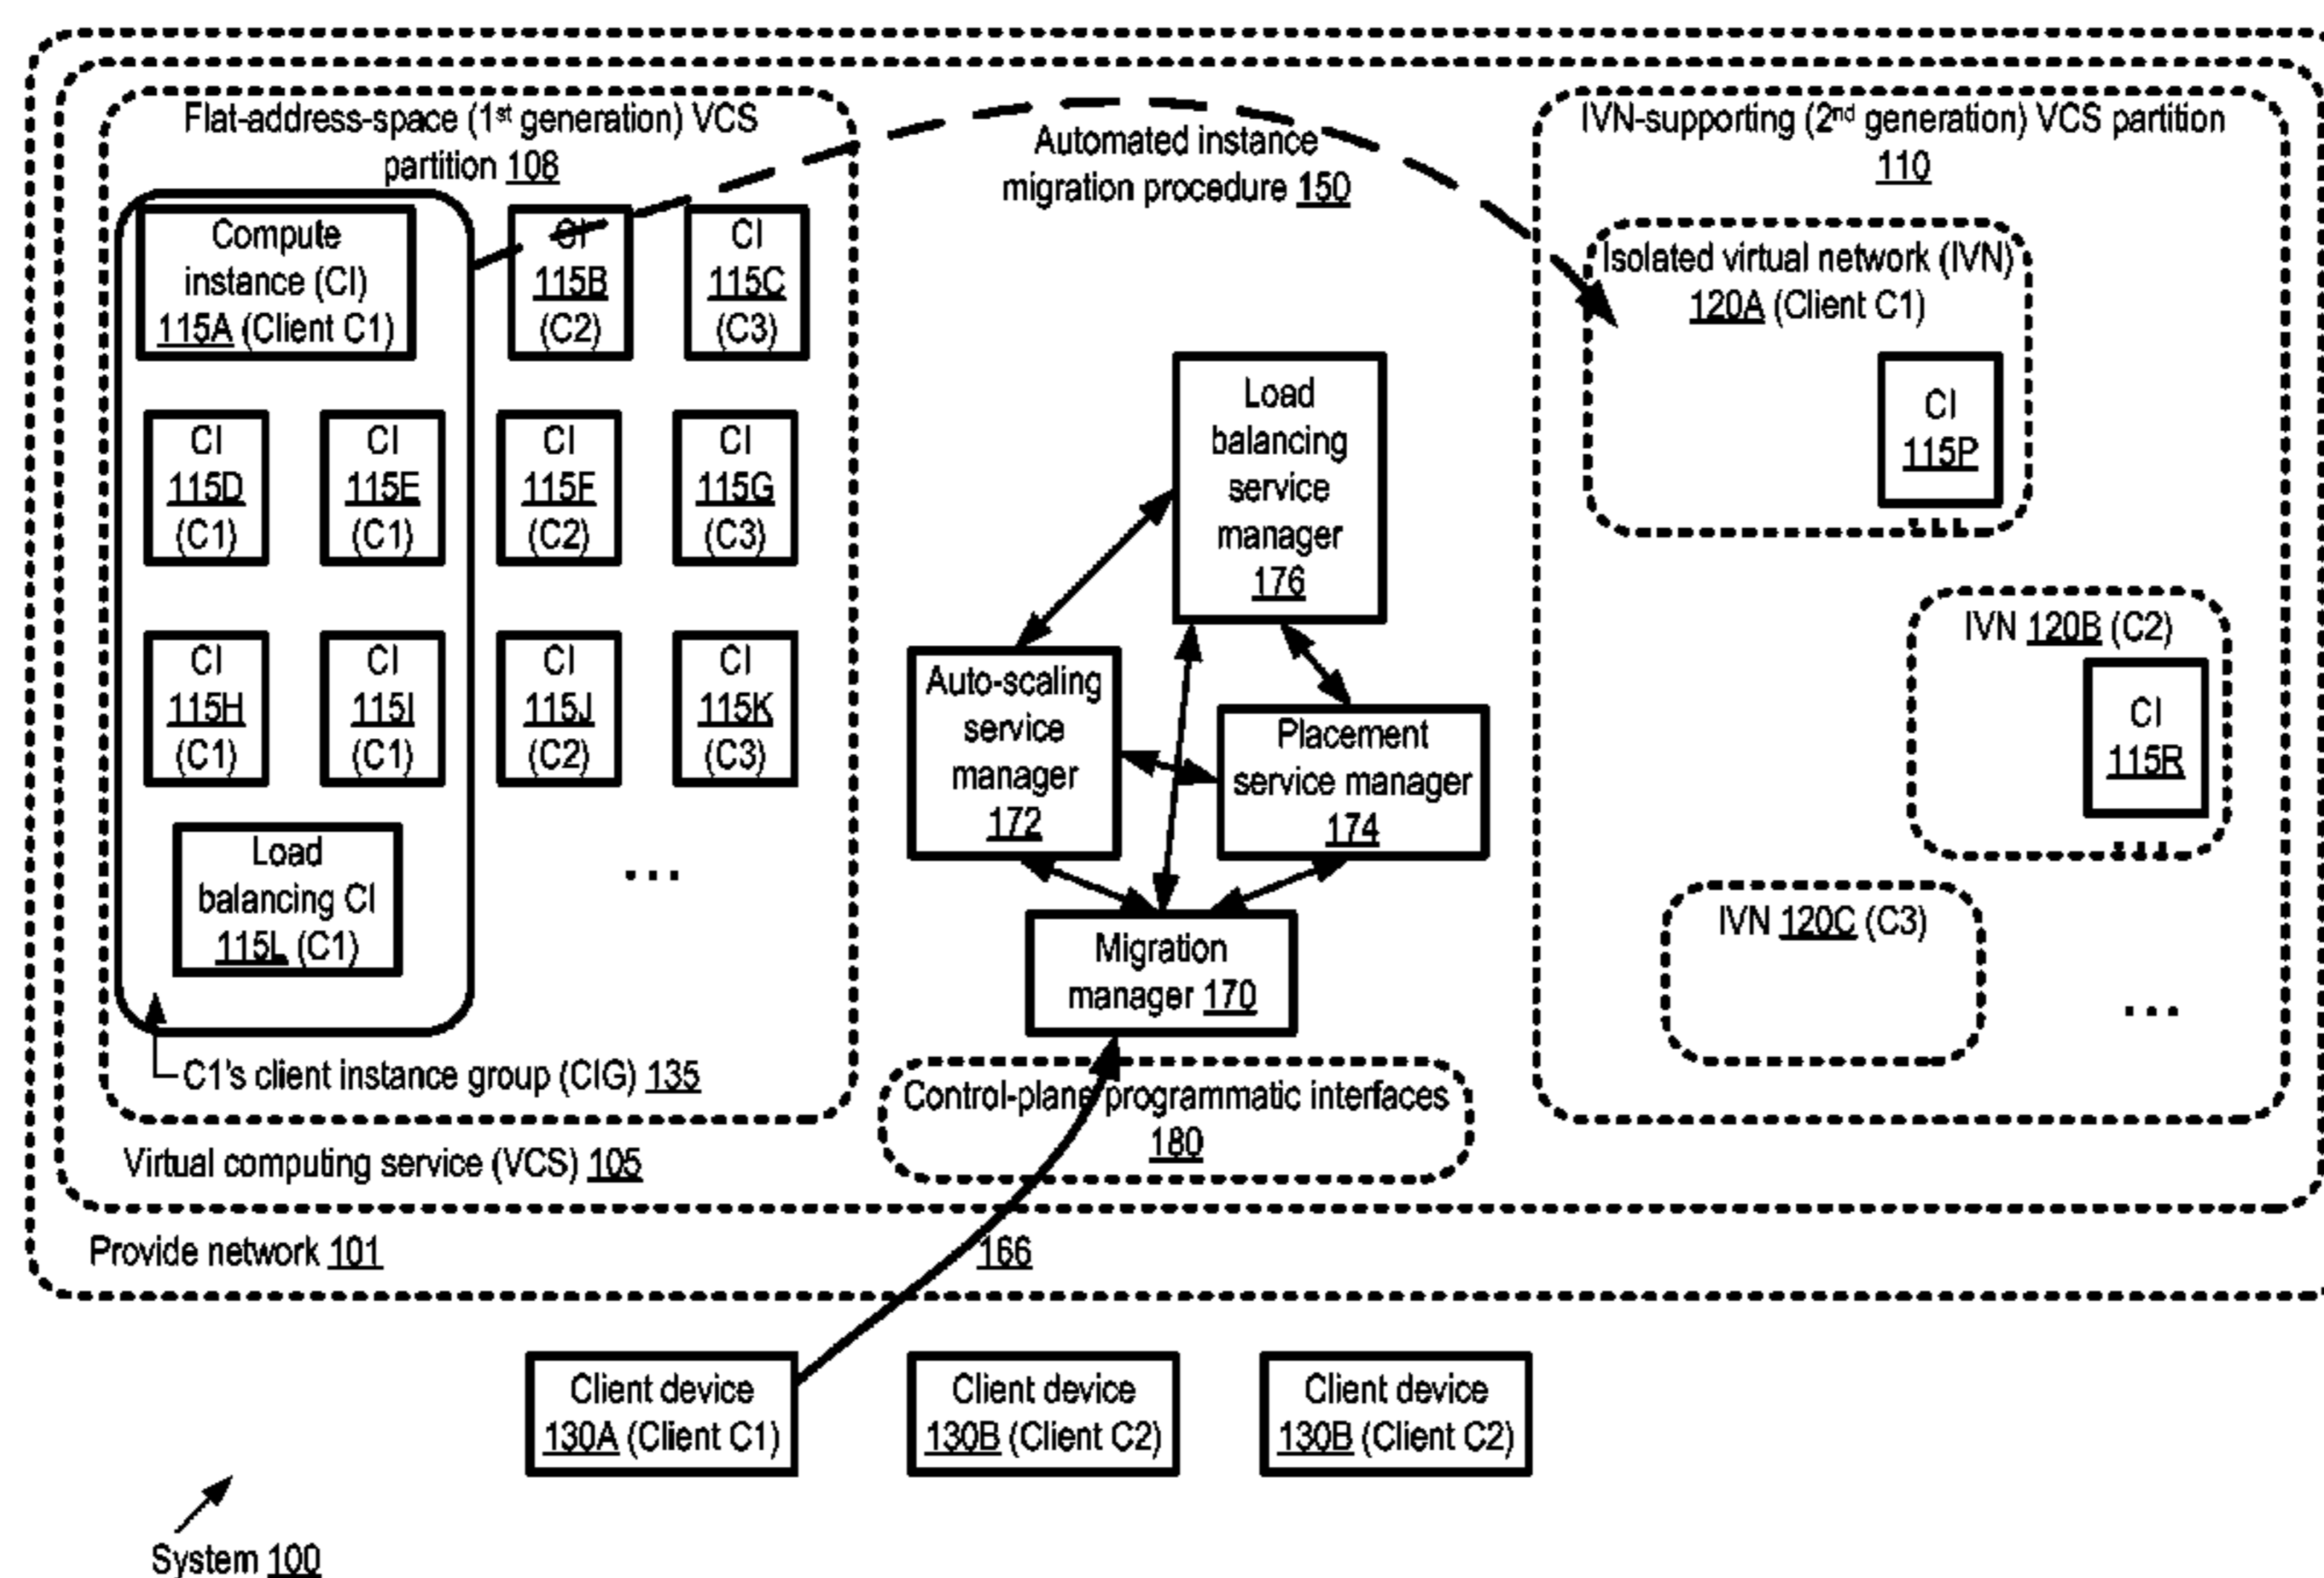 Flat-address-space (1st generation) VCS
partition 108
Automated instance
migration procedure 150
IVN-supporting (2nd generation) VCS partition
110
Compute
instance (CI)
115A (Client C1)
CI
115B
(C2)
CI
115C
(C3)
CI
115D
(C1)
CI
115E
(C1)
CI
115F
(C2)
CI
115G
(C3)
CI
115H
(C1)
CI
115I
(C1)
CI
115J
(C2)
CI
115K
(C3)
Load
balancing CI
115L (C1)
...
C1's client instance group (CIG) 135
Load
balancing
service
manager
176
Auto-scaling
service
manager
172
Placement
service manager
174
Migration
manager 170
Control-plane programmatic interfaces
180
Isolated virtual network (IVN)
120A (Client C1)
CI
115P
...
IVN 120B (C2)
CI
115R
...
IVN 120C (C3)
...
Virtual computing service (VCS) 105
Provide network 101
166
Client device
130A (Client C1)
Client device
130B (Client C2)
Client device
130B (Client C2)
System 100